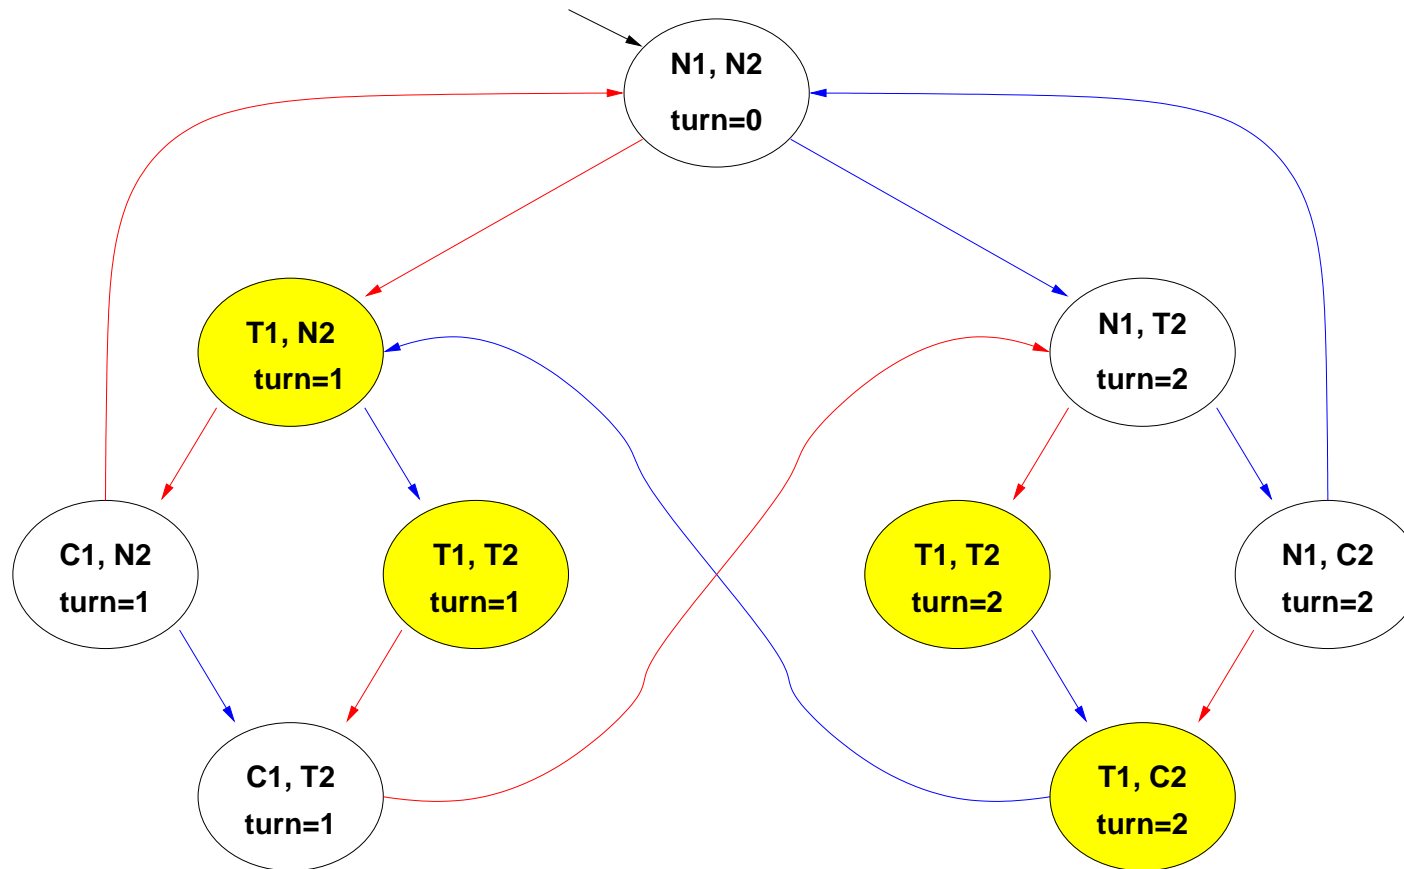 N1, N2
turn=0
T1, N2
turn=1
N1, T2
turn=2
C1, N2
turn=1
T1, T2
turn=1
T1, T2
turn=2
N1, C2
turn=2
C1, T2
turn=1
T1, C2
turn=2